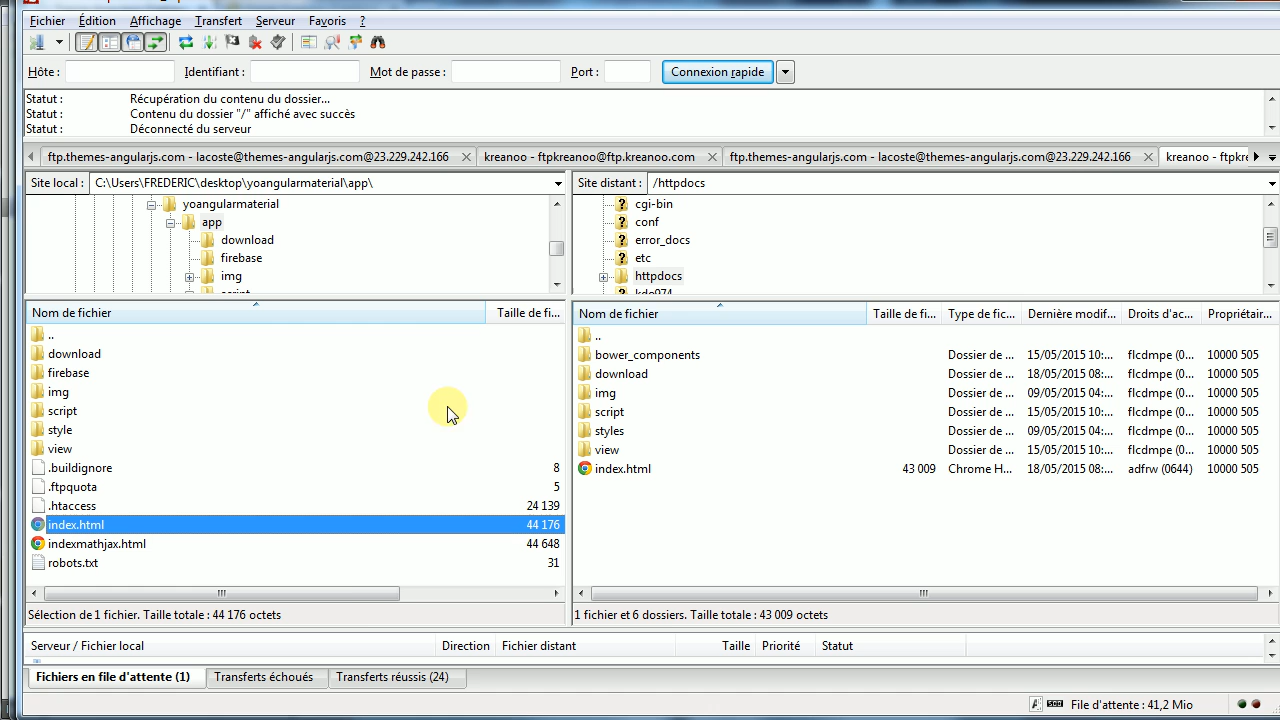 Fichier Édition Affichage Transfert Serveur Favoris ?
Hôte : Identifiant : Mot de passe : Port : Connexion rapide
Statut : Récupération du contenu du dossier...
Statut : Contenu du dossier "/" affiché avec succès
Statut : Déconnecté du serveur
ftp.themes-angularjs.com - lacoste@themes-angularjs.com@23.229.242.166 kreanoo - ftpkreanoo@ftp.kreanoo.com ftp.themes-angularjs.com - lacoste@themes-angularjs.com@23.229.242.166 kreanoo - ftpkre
Site local : C:\Users\FREDERIC\desktop\yoangularmaterial\app\
yoangularmaterial
app
download
firebase
img
script
Site distant : /httpdocs
cgi-bin
conf
error_docs
etc
httpdocs
kdo974
Nom de fichier Taille de fi...
..
download
firebase
img
script
style
view
.buildignore 8
.ftpquota 5
.htaccess 24 139
index.html 44 176
indexmathjax.html 44 648
robots.txt 31
Sélection de 1 fichier. Taille totale : 44 176 octets
Nom de fichier Taille de fi... Type de fic... Dernière modif... Droits d'ac... Propriétair...
..
bower_components Dossier de ... 15/05/2015 10:... flcdmpe (0... 10000 505
download Dossier de ... 18/05/2015 08:... flcdmpe (0... 10000 505
img Dossier de ... 09/05/2015 04:... flcdmpe (0... 10000 505
script Dossier de ... 15/05/2015 10:... flcdmpe (0... 10000 505
styles Dossier de ... 09/05/2015 04:... flcdmpe (0... 10000 505
view Dossier de ... 15/05/2015 10:... flcdmpe (0... 10000 505
index.html 43 009 Chrome H... 18/05/2015 08:... adfrw (0644) 10000 505
1 fichier et 6 dossiers. Taille totale : 43 009 octets
Serveur / Fichier local Direction Fichier distant Taille Priorité Statut
Fichiers en file d'attente (1) Transferts échoués Transferts réussis (24)
File d'attente : 41,2 Mio